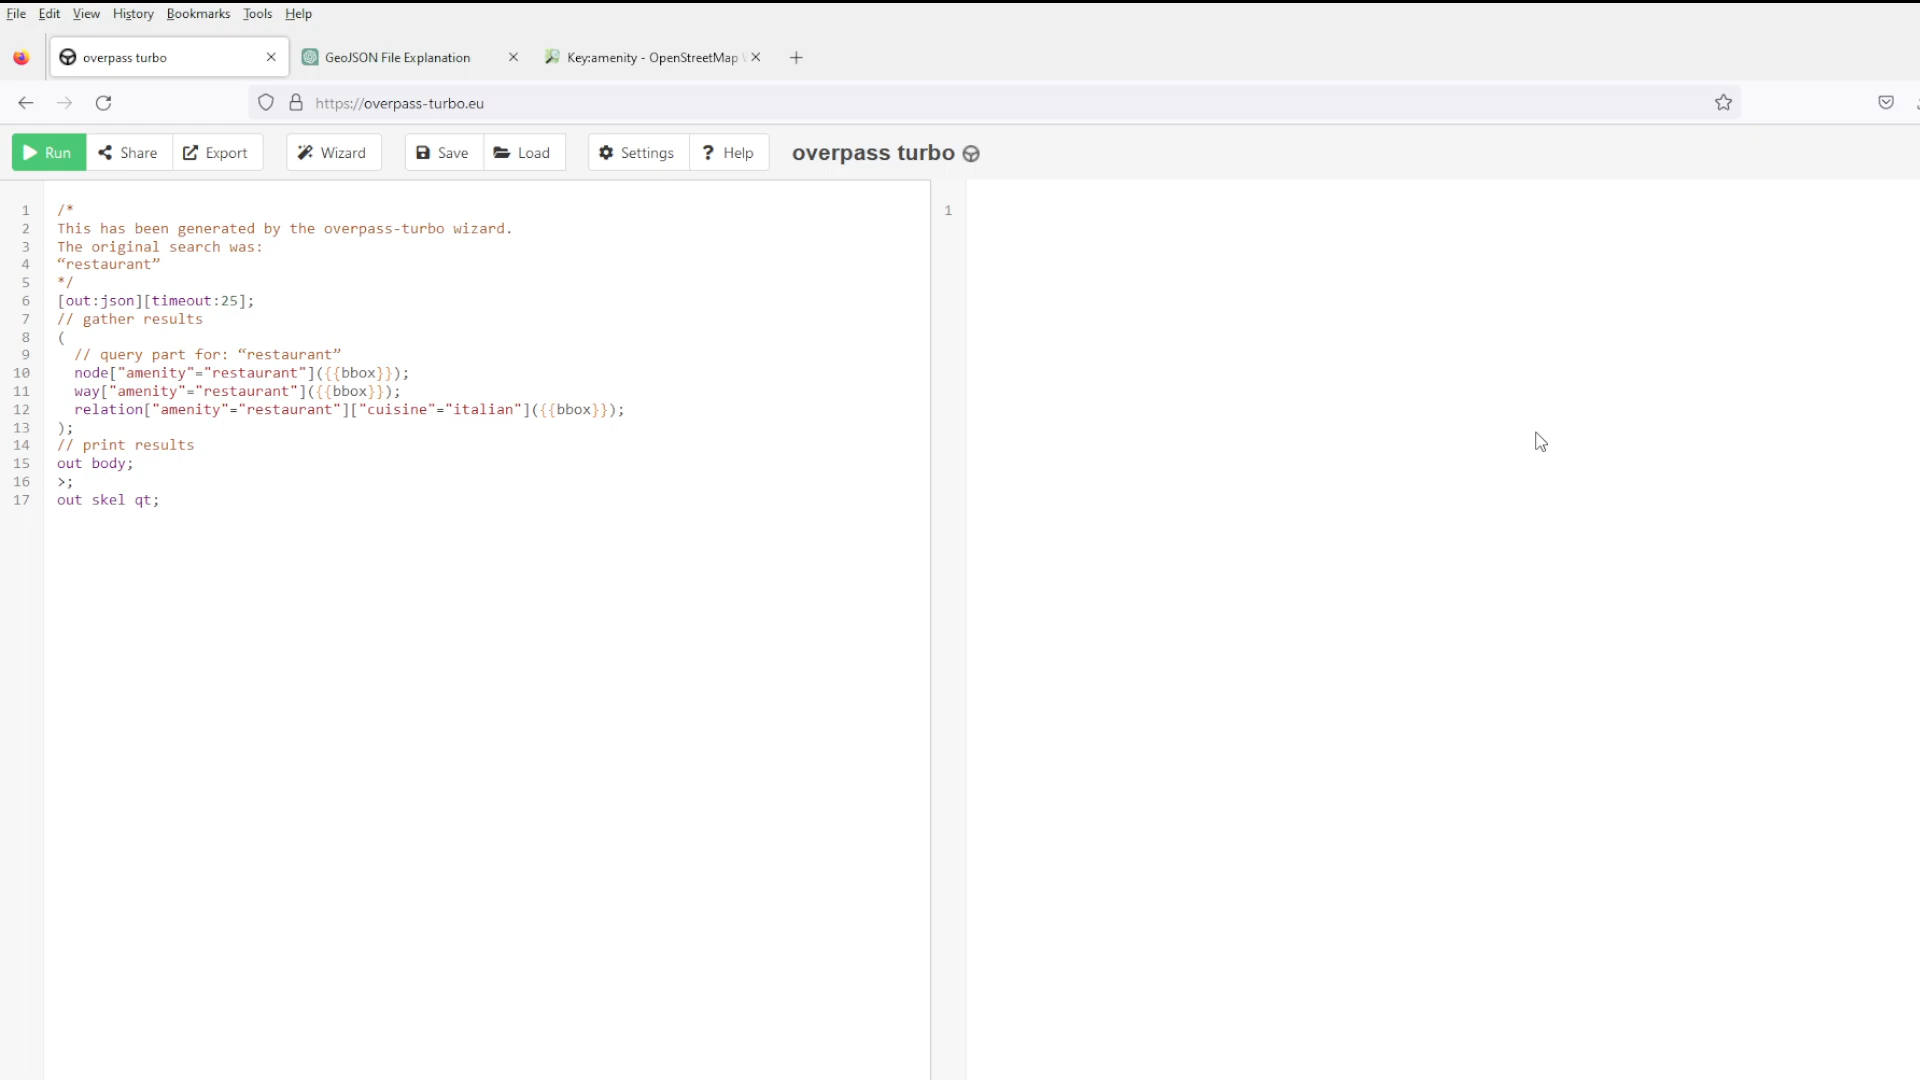 File Edit View History Bookmarks Tools Help
overpass turbo
GeoJSON File Explanation
Key:amenity - OpenStreetMap
https://overpass-turbo.eu
Run Share Export Wizard Save Load Settings Help overpass turbo
1 /*
2 This has been generated by the overpass-turbo wizard.
3 The original search was:
4 “restaurant”
5 */
6 [out:json][timeout:25];
7 // gather results
8 (
9 // query part for: “restaurant”
10 node["amenity"="restaurant"]({{bbox}});
11 way["amenity"="restaurant"]({{bbox}});
12 relation["amenity"="restaurant"]["cuisine"="italian"]({{bbox}});
13 );
14 // print results
15 out body;
16 >;
17 out skel qt;
1